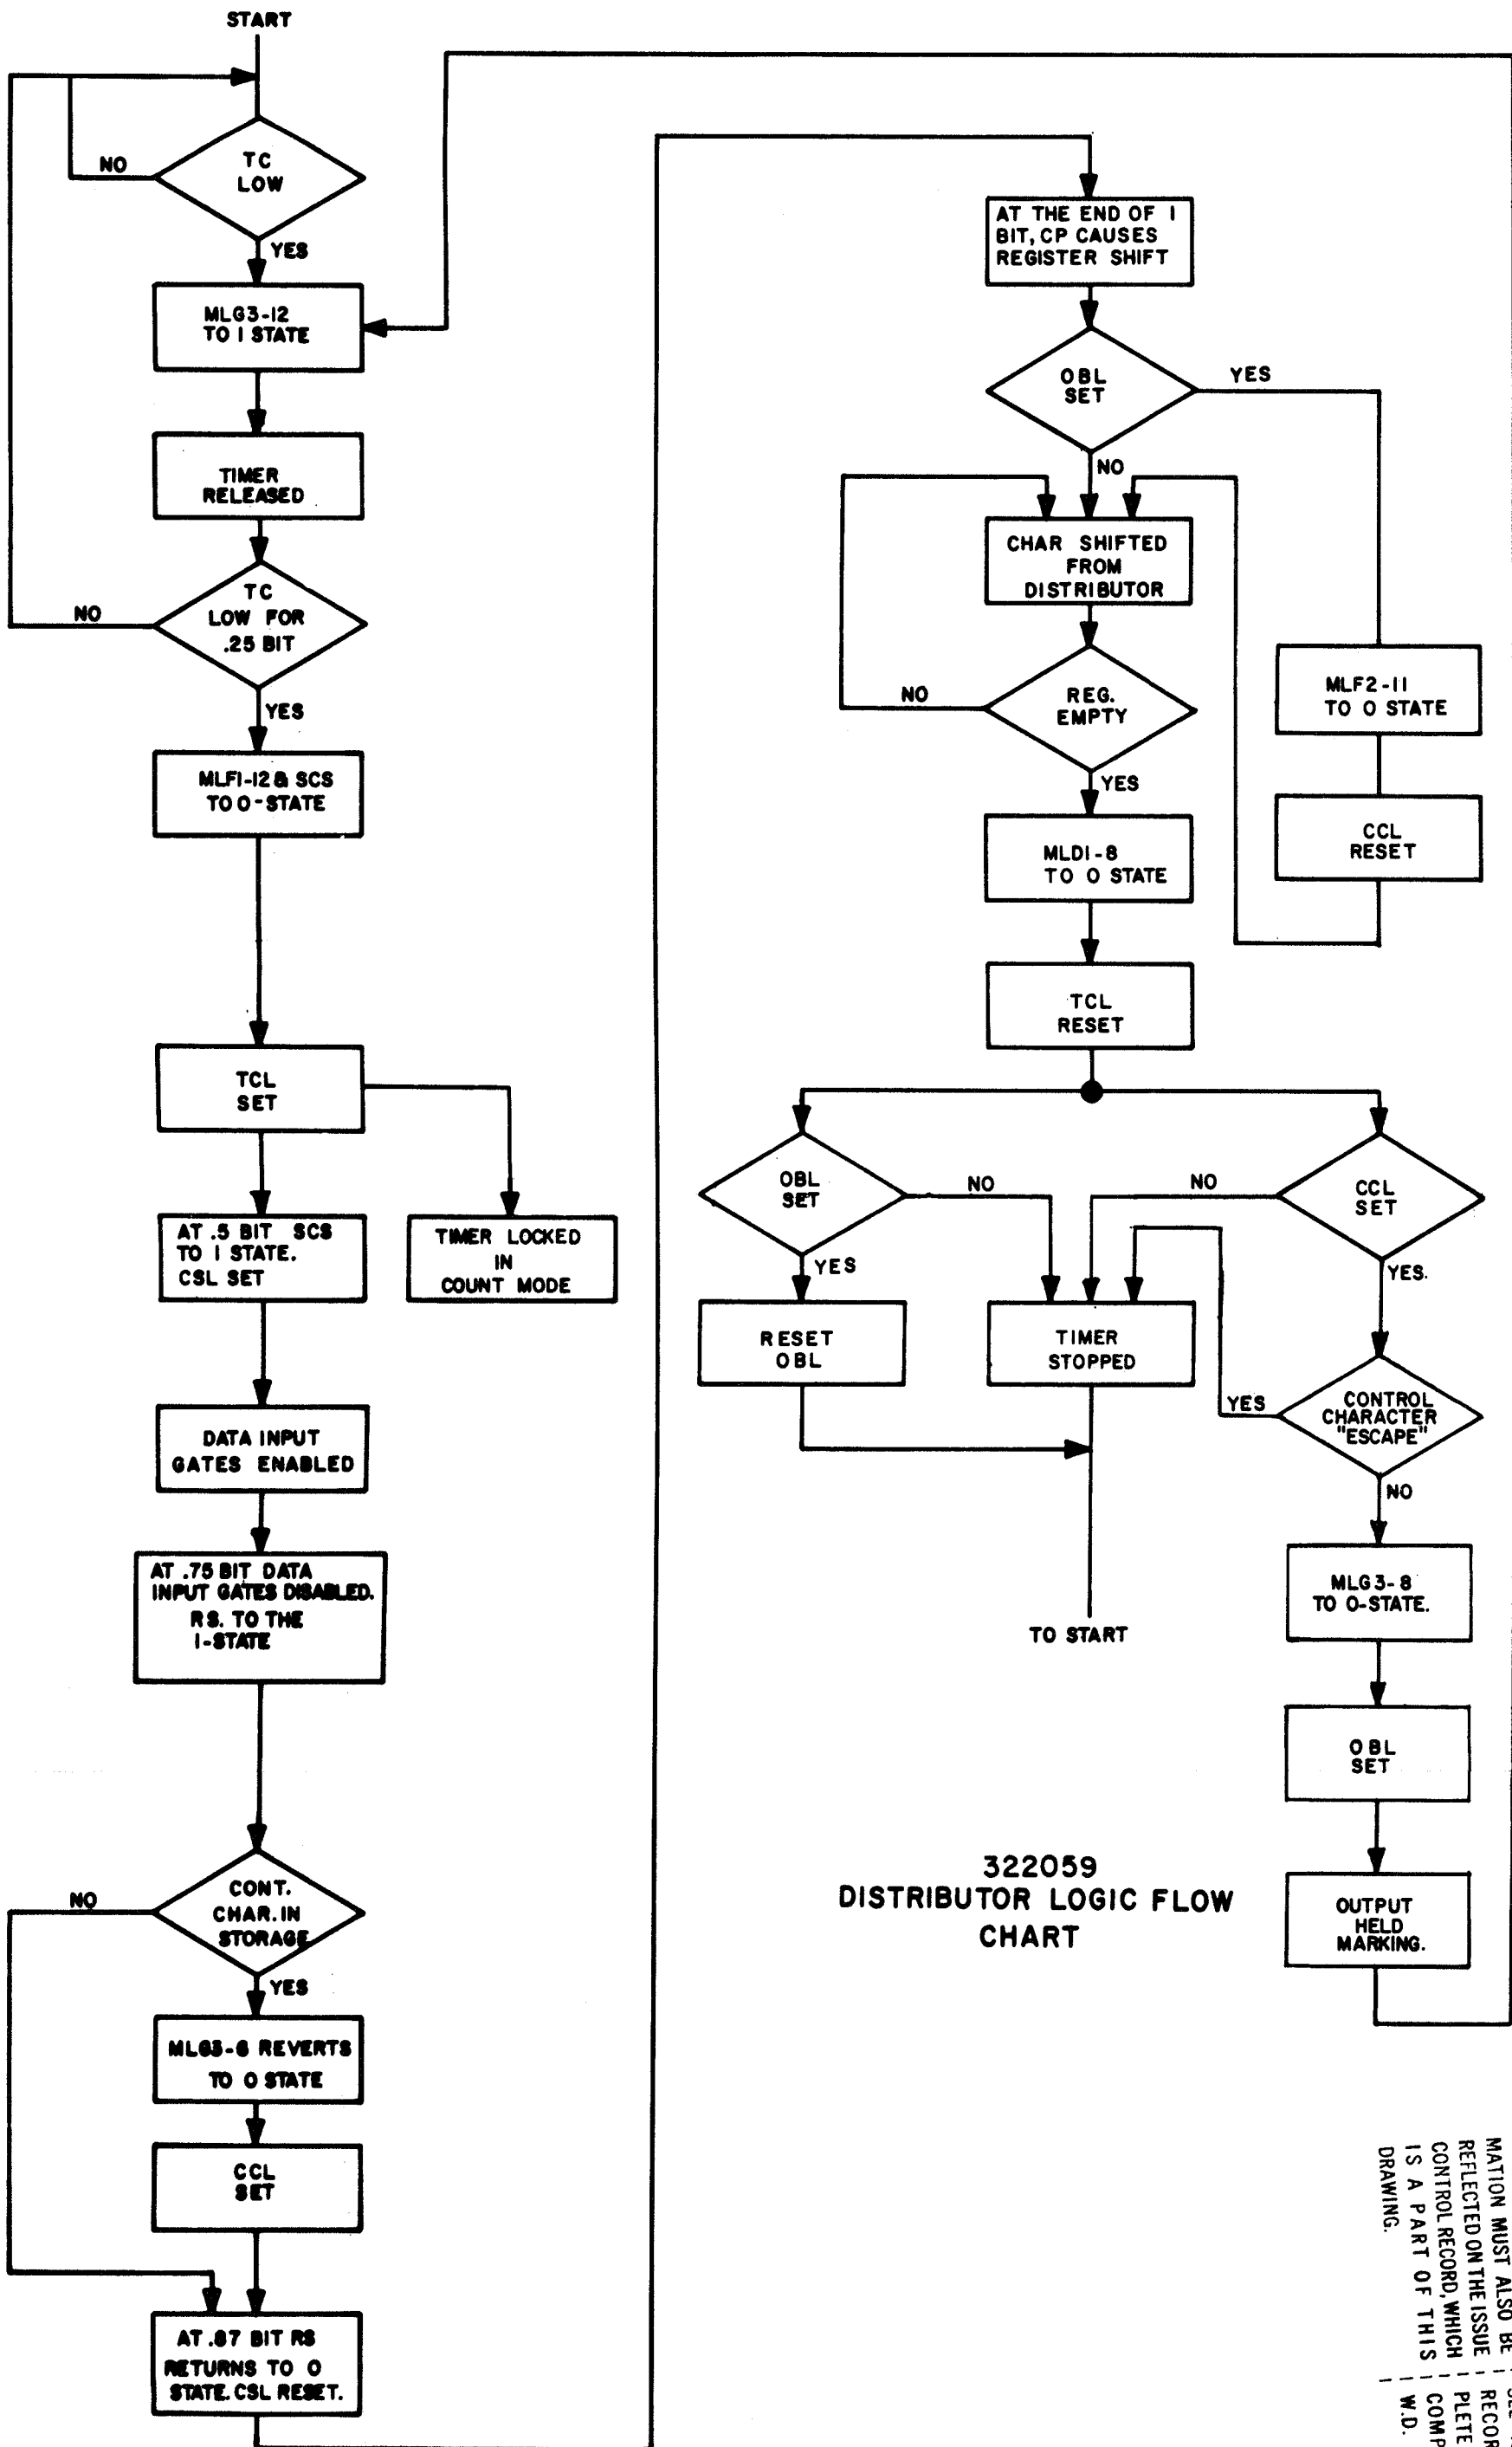 START
TC
LOW
NO
YES
MLG3-12
TO 1 STATE
TIMER
RELEASED
TC
LOW FOR
.25 BIT
NO
YES
MLF1-12 & SCS
TO 0-STATE
TCL
SET
AT .5 BIT SCS
TO 1 STATE.
CSL SET
TIMER LOCKED
IN
COUNT MODE
DATA INPUT
GATES ENABLED
AT .75 BIT DATA
INPUT GATES DISABLED.
RS. TO THE
1-STATE
CONT.
CHAR. IN
STORAGE
NO
YES
MLG3-6 REVERTS
TO 0 STATE
CCL
SET
AT .87 BIT RS
RETURNS TO 0
STATE. CSL RESET.
AT THE END OF 1
BIT, CP CAUSES
REGISTER SHIFT
OBL
SET
YES
NO
CHAR SHIFTED
FROM
DISTRIBUTOR
REG.
EMPTY
NO
YES
MLF2-11
TO 0 STATE
CCL
RESET
MLD1-8
TO 0 STATE
TCL
RESET
OBL
SET
NO
YES
NO
CCL
SET
YES.
RESET
OBL
TIMER
STOPPED
YES
CONTROL
CHARACTER
"ESCAPE"
NO
TO START
MLG3-8
TO 0-STATE.
OBL
SET
OUTPUT
HELD
MARKING.
322059
DISTRIBUTOR LOGIC FLOW
CHART
MATION MUST ALSO BE
REFLECTED ON THE ISSUE
CONTROL RECORD, WHICH
IS A PART OF THIS
DRAWING.
PLETE
W.D.